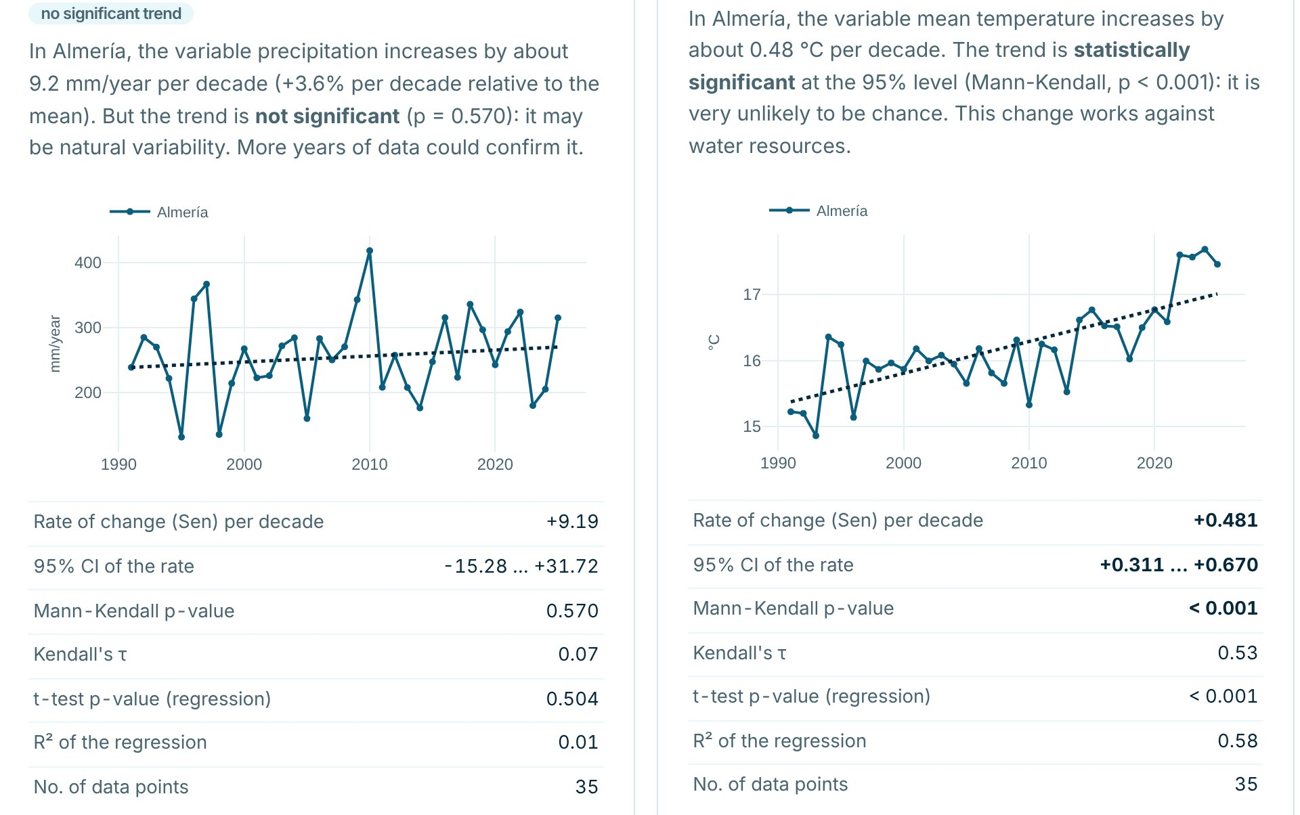 no significant trend
In Almería, the variable precipitation increases by about
9.2 mm/year per decade (+3.6% per decade relative to the
mean). But the trend is not significant (p = 0.570): it may
be natural variability. More years of data could confirm it.
Almería
400
300
200
mm/year
1990
2000
2010
2020
Rate of change (Sen) per decade +9.19
95% CI of the rate -15.28 ... +31.72
Mann-Kendall p-value 0.570
Kendall's τ 0.07
t-test p-value (regression) 0.504
R² of the regression 0.01
No. of data points 35
In Almería, the variable mean temperature increases by
about 0.48 °C per decade. The trend is statistically
significant at the 95% level (Mann-Kendall, p < 0.001): it is
very unlikely to be chance. This change works against
water resources.
Almería
17
16
15
°C
1990
2000
2010
2020
Rate of change (Sen) per decade +0.481
95% CI of the rate +0.311 ... +0.670
Mann-Kendall p-value < 0.001
Kendall's τ 0.53
t-test p-value (regression) < 0.001
R² of the regression 0.58
No. of data points 35